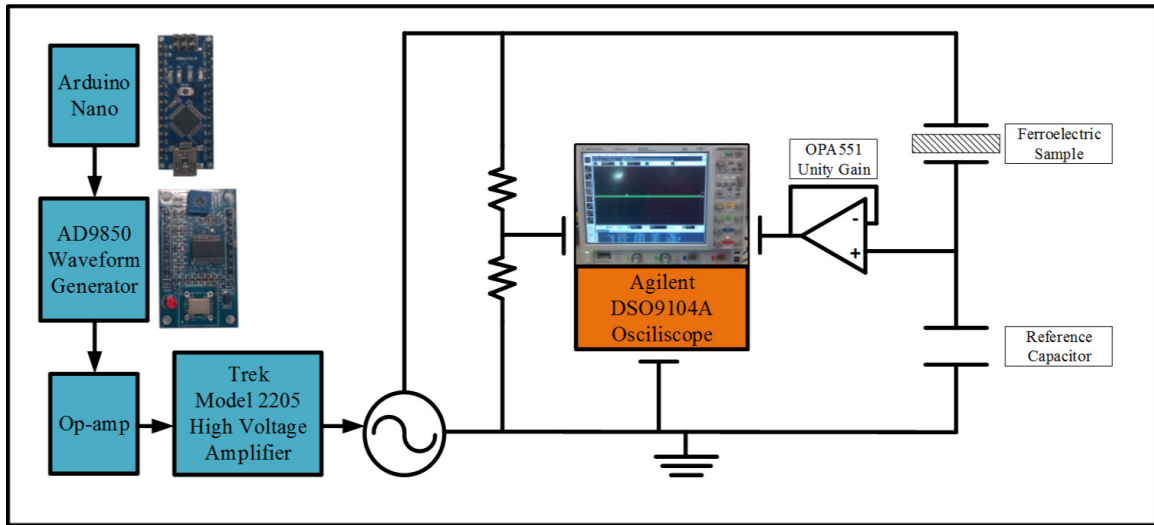 Arduino
Nano
AD9850
Waveform
Generator
Op-amp
Trek
Model 2205
High Voltage
Amplifier
Agilent
DSO9104A
Osciliscope
OPA551
Unity Gain
-
+
Ferroelectric
Sample
Reference
Capacitor